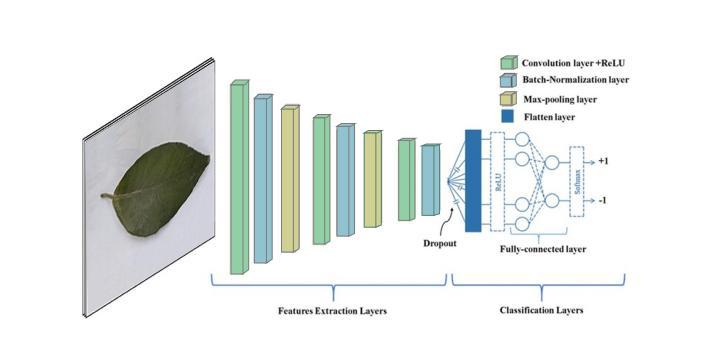 Convolution layer +ReLU
Batch-Normalization layer
Max-pooling layer
Flatten layer
ReLU
Softmax
+1
-1
Dropout
Fully-connected layer
Features Extraction Layers
Classification Layers